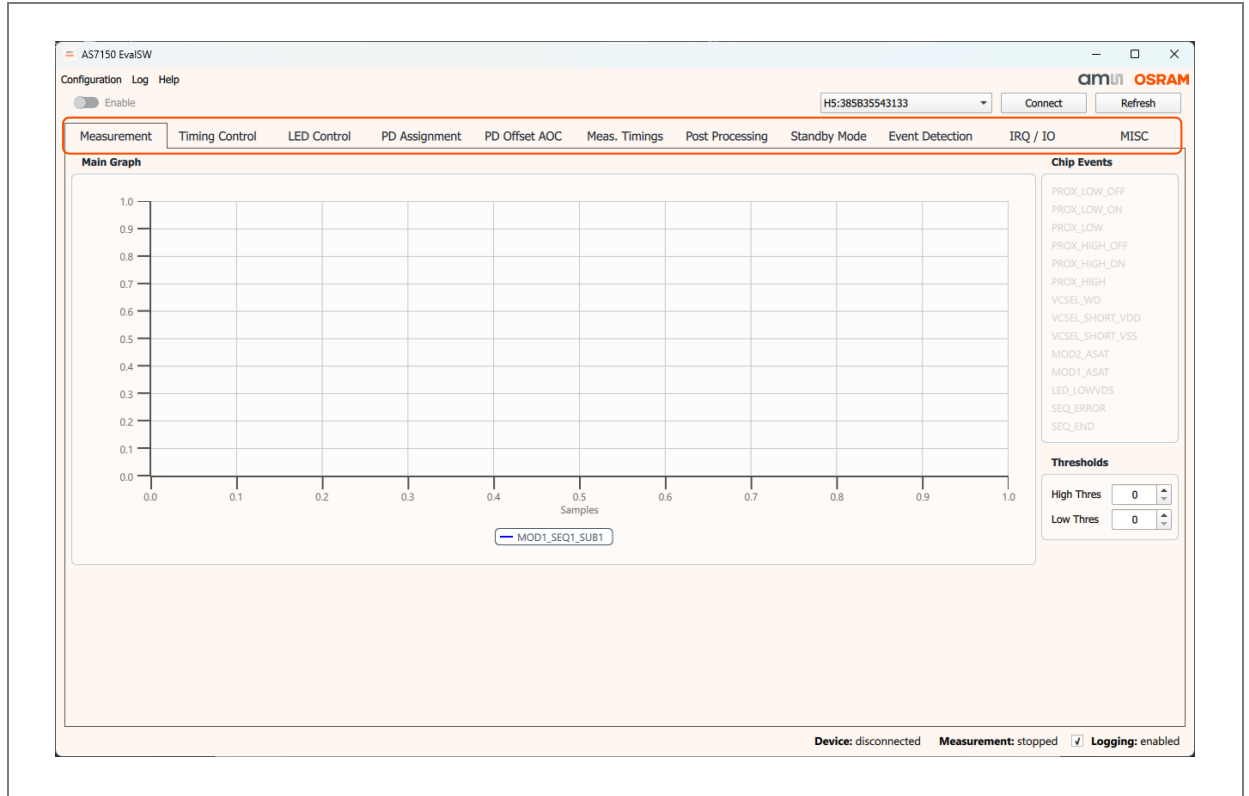 AS7150 EvalSW
Configuration Log Help
am OSRAM
Enable
H5:385B35543133
Connect
Refresh
Measurement Timing Control LED Control PD Assignment PD Offset AOC Meas. Timings Post Processing Standby Mode Event Detection IRQ / IO MISC
Main Graph
1.0
0.9
0.8
0.7
0.6
0.5
0.4
0.3
0.2
0.1
0.0
0.0 0.1 0.2 0.3 0.4 0.5 0.6 0.7 0.8 0.9 1.0
Samples
MOD1_SEQ1_SUB1
Chip Events
PROX_LOW_OFF
PROX_LOW_ON
PROX_LOW
PROX_HIGH_OFF
PROX_HIGH_ON
PROX_HIGH
VCSEL_WD
VCSEL_SHORT_VDD
VCSEL_SHORT_VSS
MOD2_ASAT
MOD1_ASAT
LED_LOWVDS
SEQ_ERROR
SEQ_END
Thresholds
High Thres 0
Low Thres 0
Device: disconnected Measurement: stopped Logging: enabled